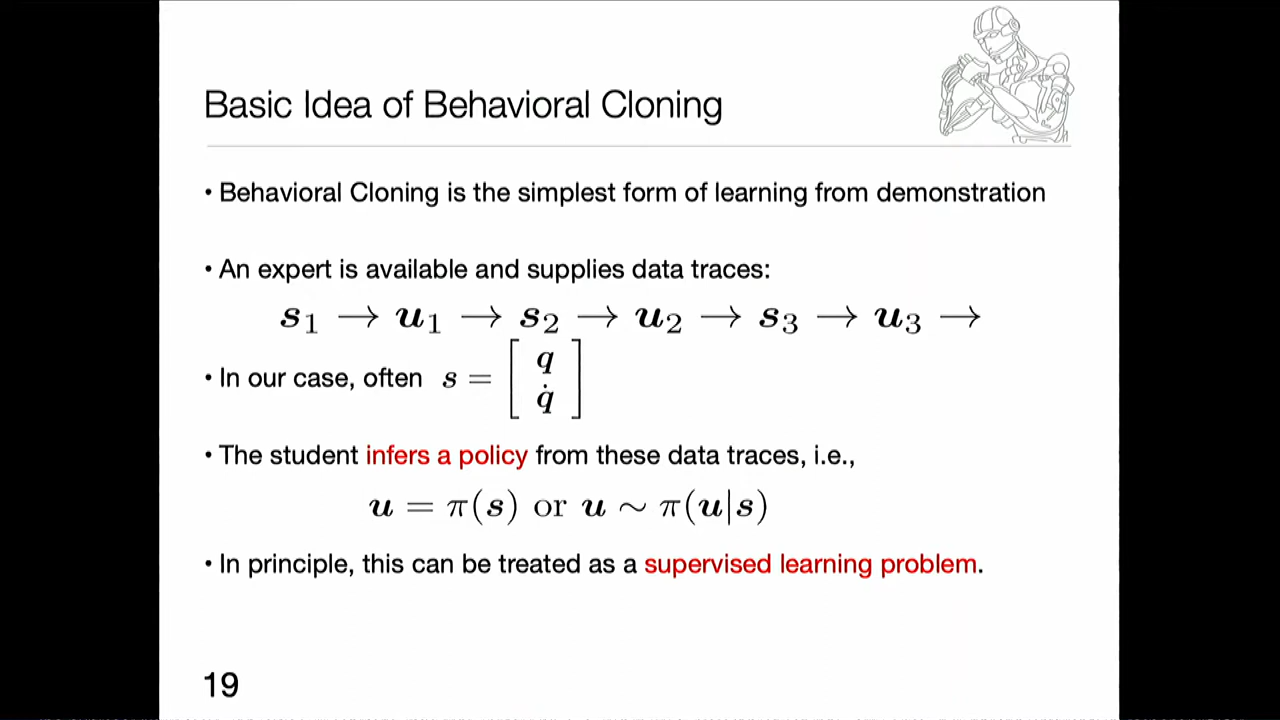 Basic Idea of Behavioral Cloning
• Behavioral Cloning is the simplest form of learning from demonstration
• An expert is available and supplies data traces:
s₁ → u₁ → s₂ → u₂ → s₃ → u₃ →
• In our case, often s = [ q
q̇ ]
• The student infers a policy from these data traces, i.e.,
u = π(s) or u ∼ π(u|s)
• In principle, this can be treated as a supervised learning problem.
19